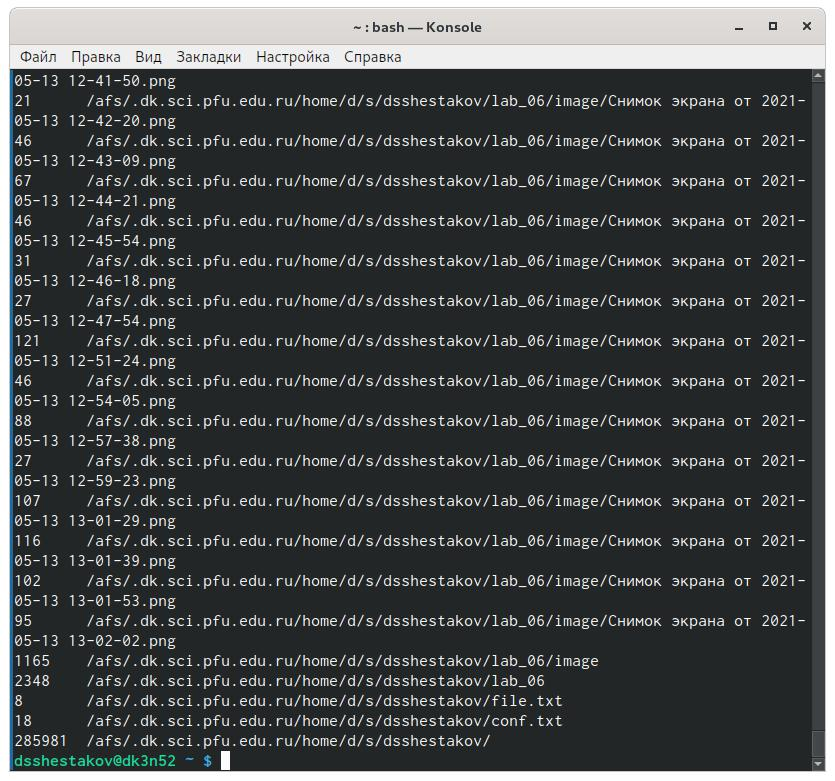 ~ : bash — Konsole
Файл Правка Вид Закладки Настройка Справка
05-13 12-41-50.png
21 /afs/.dk.sci.pfu.edu.ru/home/d/s/dsshestakov/lab_06/image/Снимок экрана от 2021-
05-13 12-42-20.png
46 /afs/.dk.sci.pfu.edu.ru/home/d/s/dsshestakov/lab_06/image/Снимок экрана от 2021-
05-13 12-43-09.png
67 /afs/.dk.sci.pfu.edu.ru/home/d/s/dsshestakov/lab_06/image/Снимок экрана от 2021-
05-13 12-44-21.png
46 /afs/.dk.sci.pfu.edu.ru/home/d/s/dsshestakov/lab_06/image/Снимок экрана от 2021-
05-13 12-45-54.png
31 /afs/.dk.sci.pfu.edu.ru/home/d/s/dsshestakov/lab_06/image/Снимок экрана от 2021-
05-13 12-46-18.png
27 /afs/.dk.sci.pfu.edu.ru/home/d/s/dsshestakov/lab_06/image/Снимок экрана от 2021-
05-13 12-47-54.png
121 /afs/.dk.sci.pfu.edu.ru/home/d/s/dsshestakov/lab_06/image/Снимок экрана от 2021-
05-13 12-51-24.png
46 /afs/.dk.sci.pfu.edu.ru/home/d/s/dsshestakov/lab_06/image/Снимок экрана от 2021-
05-13 12-54-05.png
88 /afs/.dk.sci.pfu.edu.ru/home/d/s/dsshestakov/lab_06/image/Снимок экрана от 2021-
05-13 12-57-38.png
27 /afs/.dk.sci.pfu.edu.ru/home/d/s/dsshestakov/lab_06/image/Снимок экрана от 2021-
05-13 12-59-23.png
107 /afs/.dk.sci.pfu.edu.ru/home/d/s/dsshestakov/lab_06/image/Снимок экрана от 2021-
05-13 13-01-29.png
116 /afs/.dk.sci.pfu.edu.ru/home/d/s/dsshestakov/lab_06/image/Снимок экрана от 2021-
05-13 13-01-39.png
102 /afs/.dk.sci.pfu.edu.ru/home/d/s/dsshestakov/lab_06/image/Снимок экрана от 2021-
05-13 13-01-53.png
95 /afs/.dk.sci.pfu.edu.ru/home/d/s/dsshestakov/lab_06/image/Снимок экрана от 2021-
05-13 13-02-02.png
1165 /afs/.dk.sci.pfu.edu.ru/home/d/s/dsshestakov/lab_06/image
2348 /afs/.dk.sci.pfu.edu.ru/home/d/s/dsshestakov/lab_06
8 /afs/.dk.sci.pfu.edu.ru/home/d/s/dsshestakov/file.txt
18 /afs/.dk.sci.pfu.edu.ru/home/d/s/dsshestakov/conf.txt
285981 /afs/.dk.sci.pfu.edu.ru/home/d/s/dsshestakov/
dsshestakov@dk3n52 ~ $